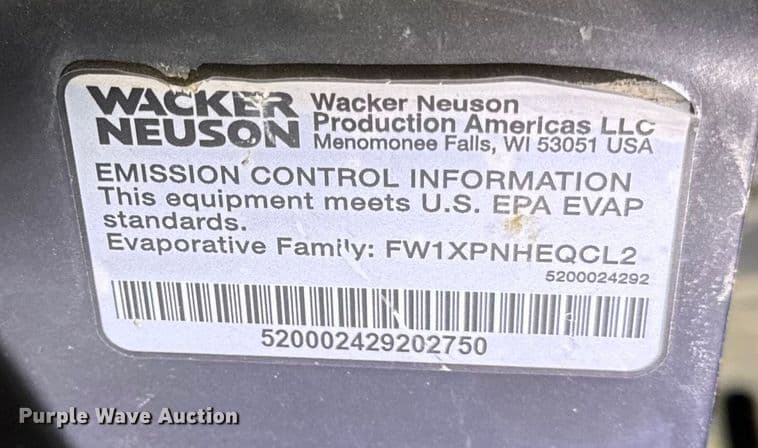 WACKER
NEUSON
Wacker Neuson
Production Americas LLC
Menomonee Falls, WI 53051 USA
EMISSION CONTROL INFORMATION
This equipment meets U.S. EPA EVAP
standards.
Evaporative Family: FW1XPNHEQCL2
5200024292
520002429202750
Purple Wave Auction